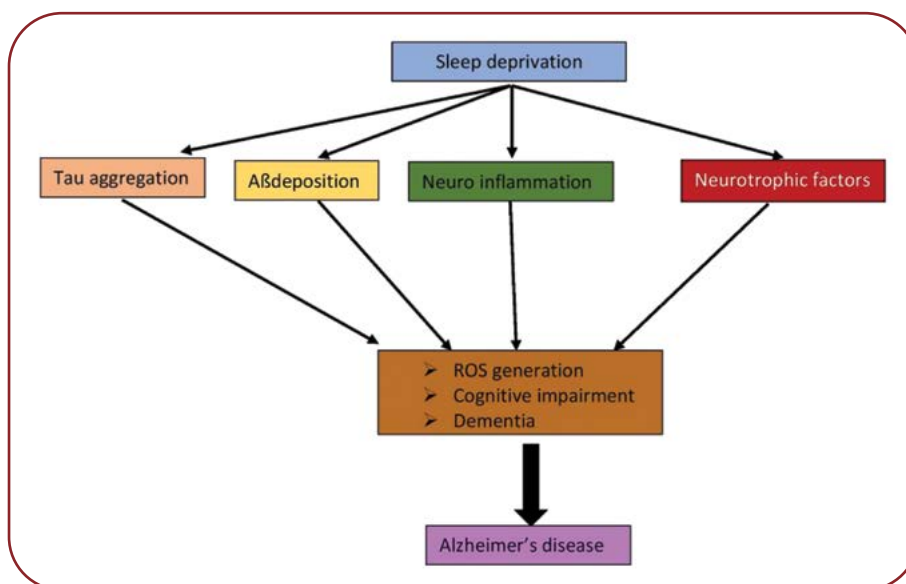 Sleep deprivation
Tau aggregation
Aßdeposition
Neuro inflammation
Neurotrophic factors
➢ ROS generation
➢ Cognitive impairment
➢ Dementia
Alzheimer’s disease